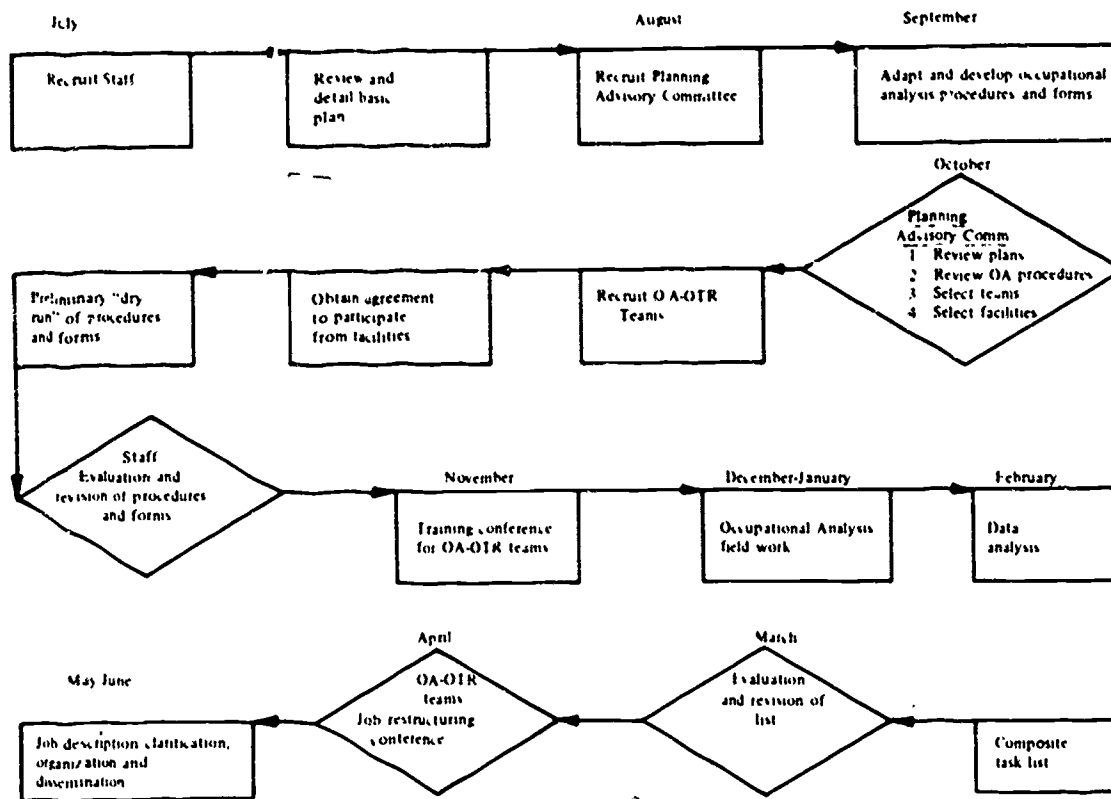 July
August
September
Recruit Staff
Review and
detail basic
plan
Recruit Planning
Advisory Committee
Adapt and develop occupational
analysis procedures and forms
October
Planning
Advisory Comm
1 Review plans
2 Review OA procedures
3 Select teams
4 Select facilities
Recruit OA-OTR
Teams
Obtain agreement
to participate
from facilities
Preliminary "dry
run" of procedures
and forms
Staff
Evaluation and
revision of procedures
and forms
November
Training conference
for OA-OTR teams
December-January
Occupational Analysis
field work
February
Data
analysis
Composite
task list
March
Evaluation
and revision of
list
April
OA-OTR
teams
Job restructuring
conference
May June
Job description clarification,
organization and
dissemination